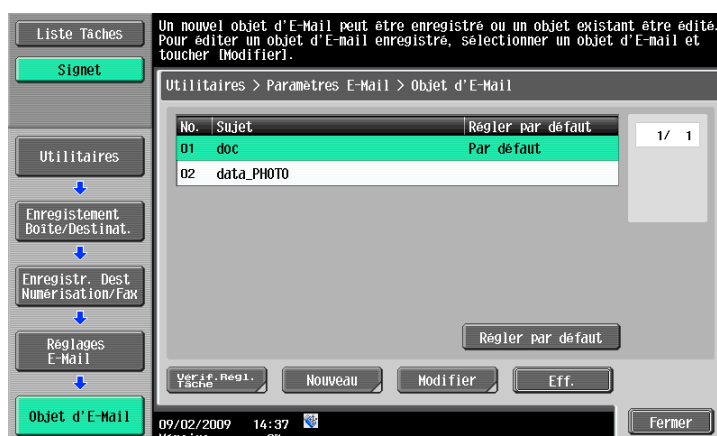 Liste Tâches
Signet
Utilitaires
Enregistement
Boîte/Destinat.
Enregistr. Dest
Numérisation/Fax
Réglages
E-Mail
Objet d'E-Mail
Un nouvel objet d'E-Mail peut être enregistré ou un objet existant être édité.
Pour éditer un objet d'E-mail enregistré, sélectionner un objet d'E-mail et
toucher [Modifier].
Utilitaires > Paramètres E-Mail > Objet d'E-Mail
No. Sujet Régler par défaut
01 doc Par défaut
02 data_PHOTO
1/ 1
Régler par défaut
Vérif.Régl.
Tâche
Nouveau
Modifier
Eff.
09/02/2009 14:37
Fermer